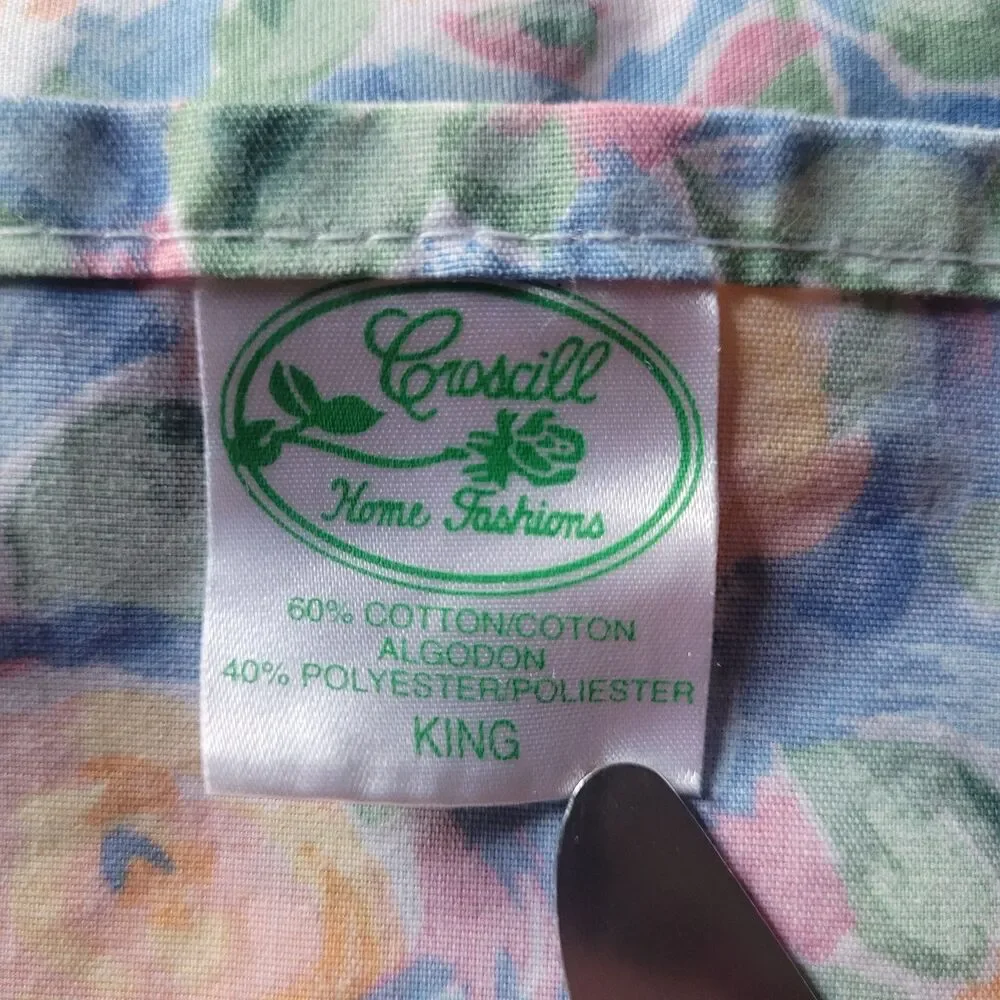 Croscill
Home Fashions
60% COTTON/COTON
ALGODON
40% POLYESTER/POLIESTER
KING